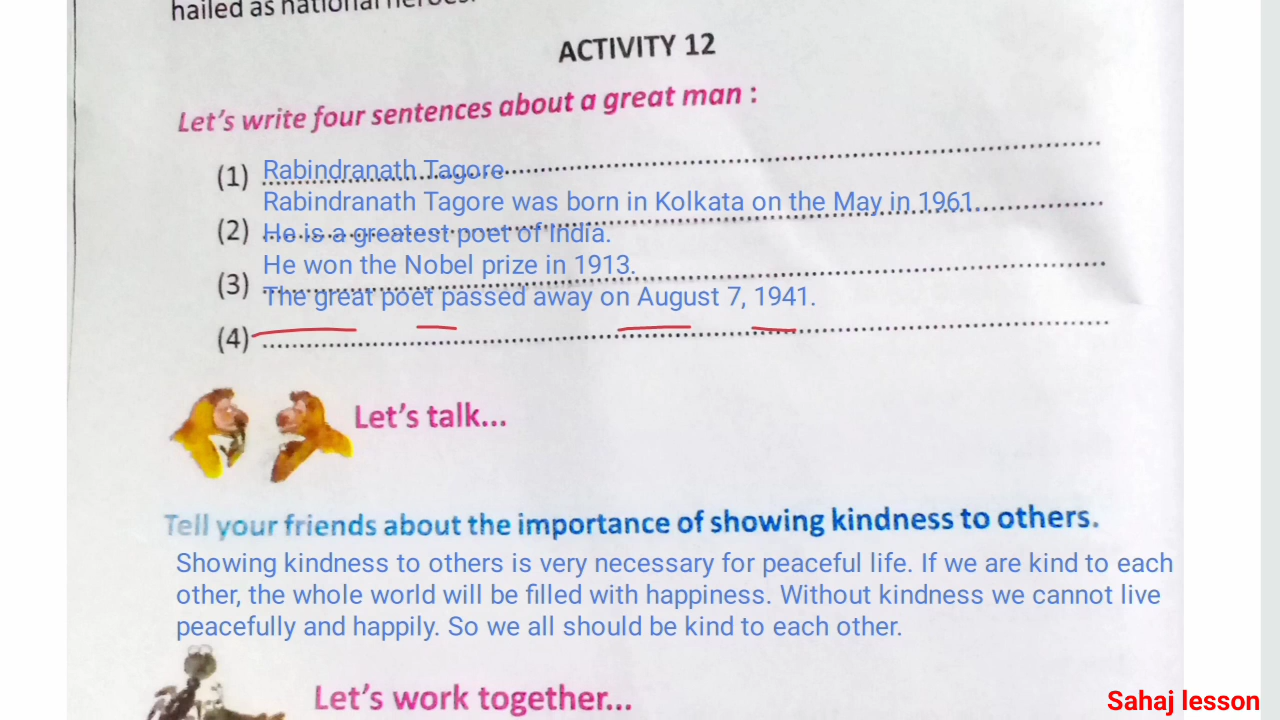 hailed as national heroes.
ACTIVITY 12
Let's write four sentences about a great man :
(1) Rabindranath Tagore
Rabindranath Tagore was born in Kolkata on the May in 1961.
(2) He is a greatest poet of India.
He won the Nobel prize in 1913.
(3) The great poet passed away on August 7, 1941.
(4)
Let's talk...
Tell your friends about the importance of showing kindness to others.
Showing kindness to others is very necessary for peaceful life. If we are kind to each
other, the whole world will be filled with happiness. Without kindness we cannot live
peacefully and happily. So we all should be kind to each other.
Let's work together...
Sahaj lesson